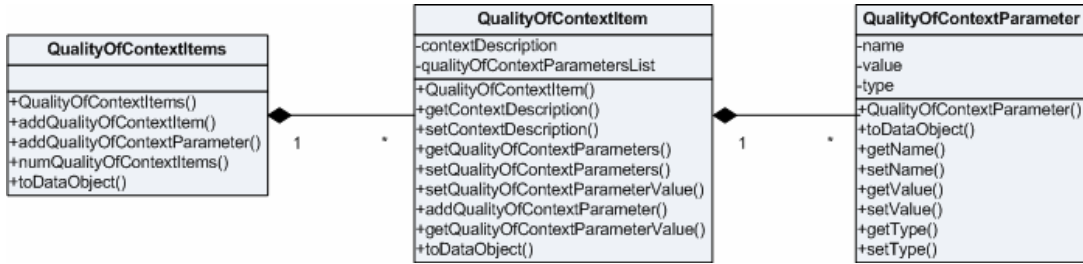 QualityOfContextItems
+QualityOfContextItems()
+addQualityOfContextItem()
+addQualityOfContextParameter()
+numQualityOfContextItems()
+toDataObject()
1
*
QualityOfContextItem
-contextDescription
-qualityOfContextParametersList
+QualityOfContextItem()
+getContextDescription()
+setContextDescription()
+getQualityOfContextParameters()
+setQualityOfContextParameters()
+setQualityOfContextParameterValue()
+addQualityOfContextParameter()
+getQualityOfContextParameterValue()
+toDataObject()
1
*
QualityOfContextParameter
-name
-value
-type
+QualityOfContextParameter()
+toDataObject()
+getName()
+setName()
+getValue()
+setValue()
+getType()
+setType()